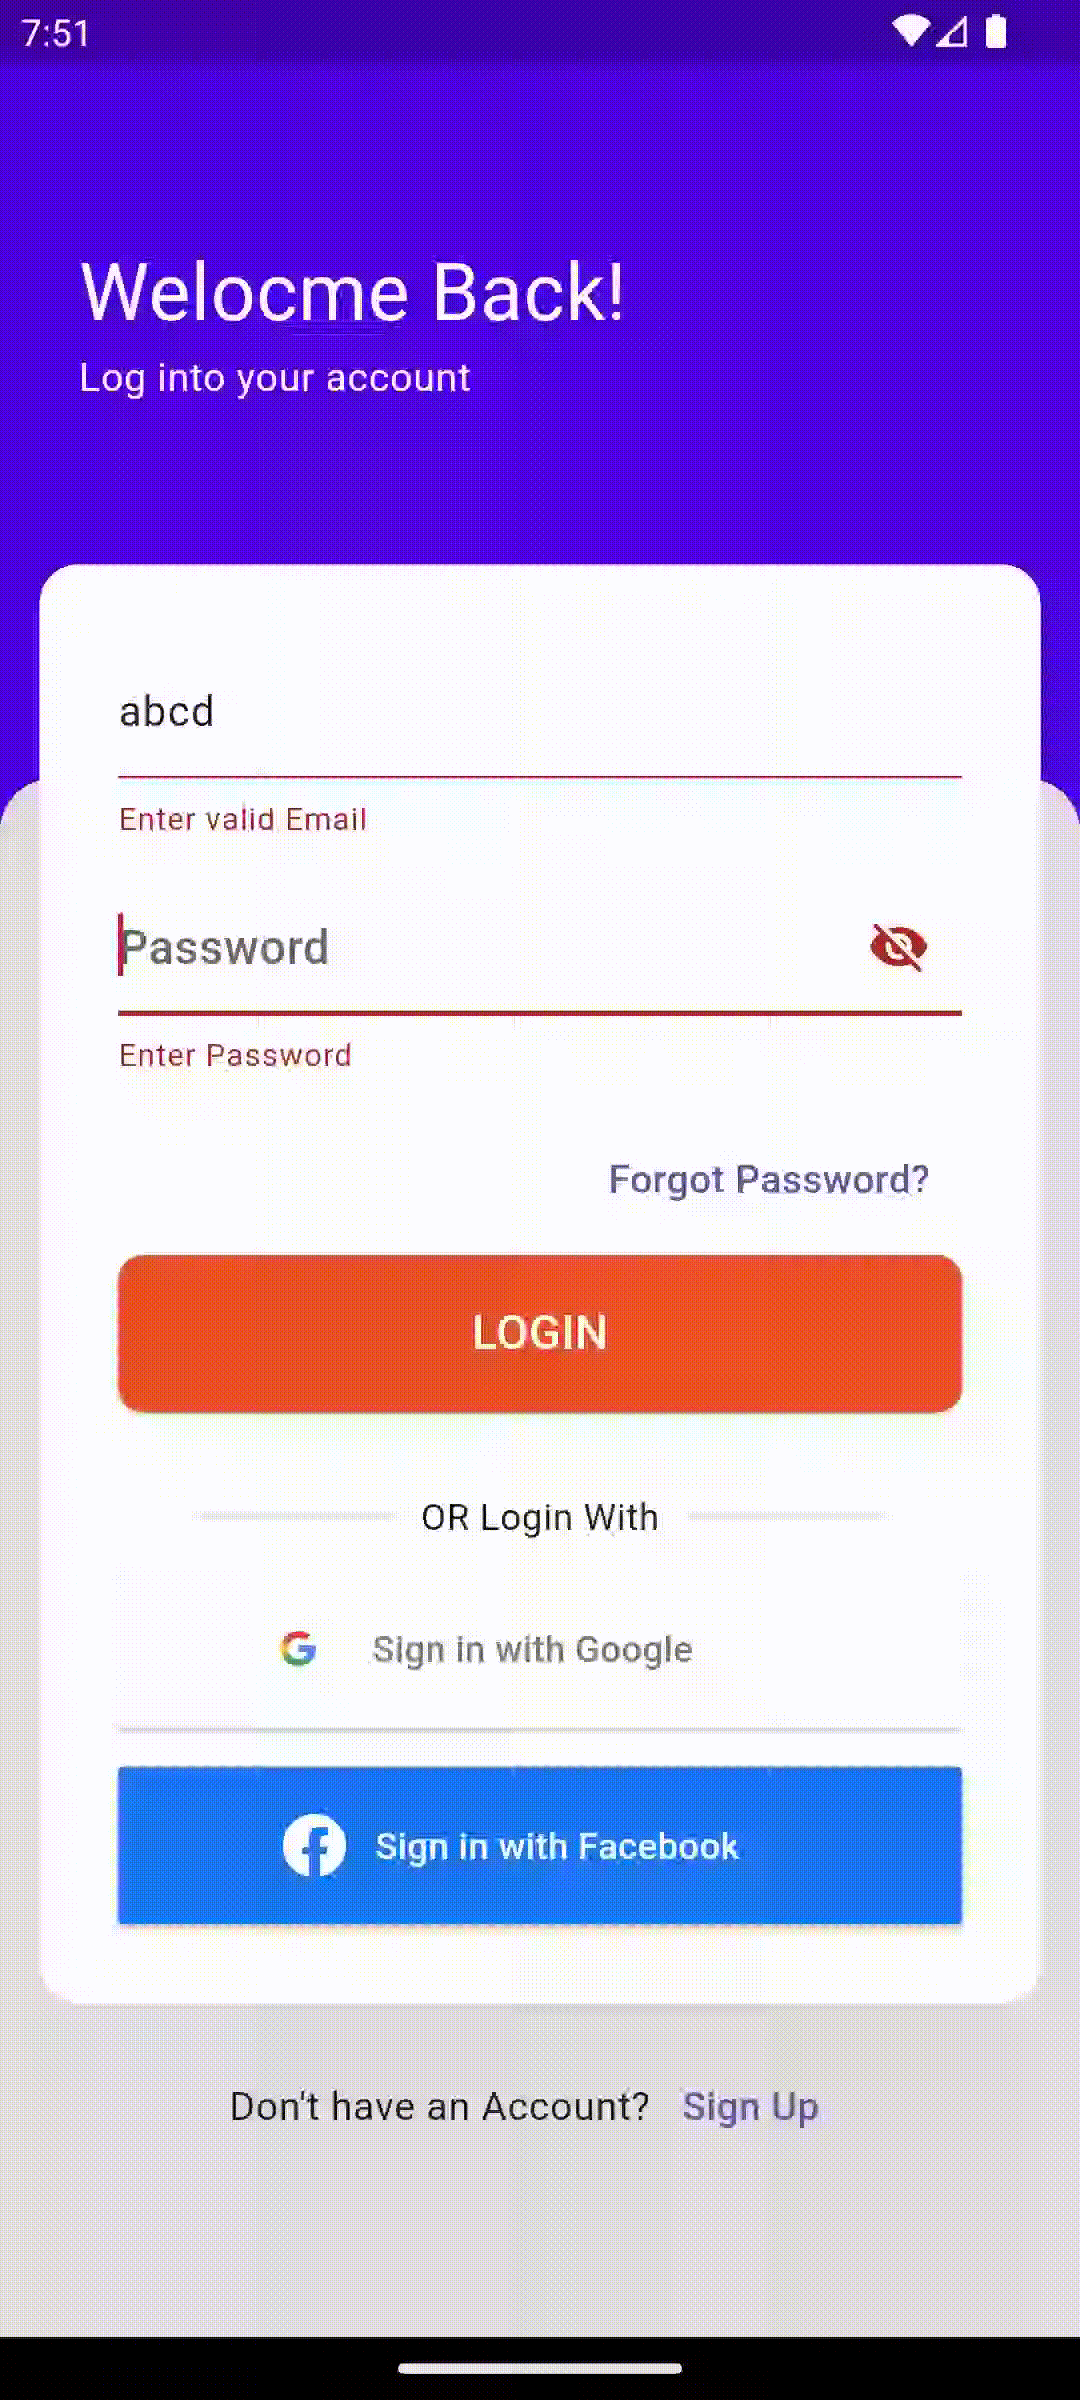 7:51
Welocme Back!
Log into your account
abcd
Enter valid Email
Password
Enter Password
Forgot Password?
LOGIN
OR Login With
Sign in with Google
Sign in with Facebook
Don't have an Account? Sign Up